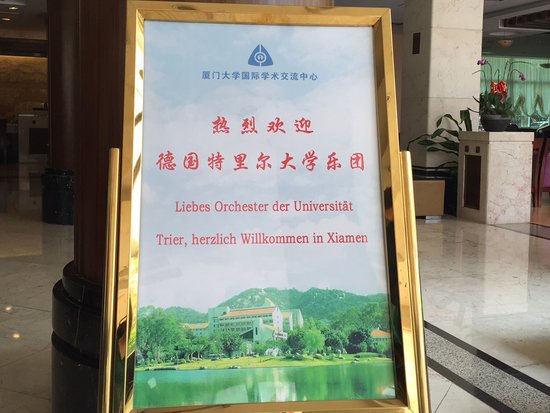 厦门大学国际学术交流中心
热烈欢迎
德国特里尔大学乐团
Liebes Orchester der Universität
Trier, herzlich Willkommen in Xiamen